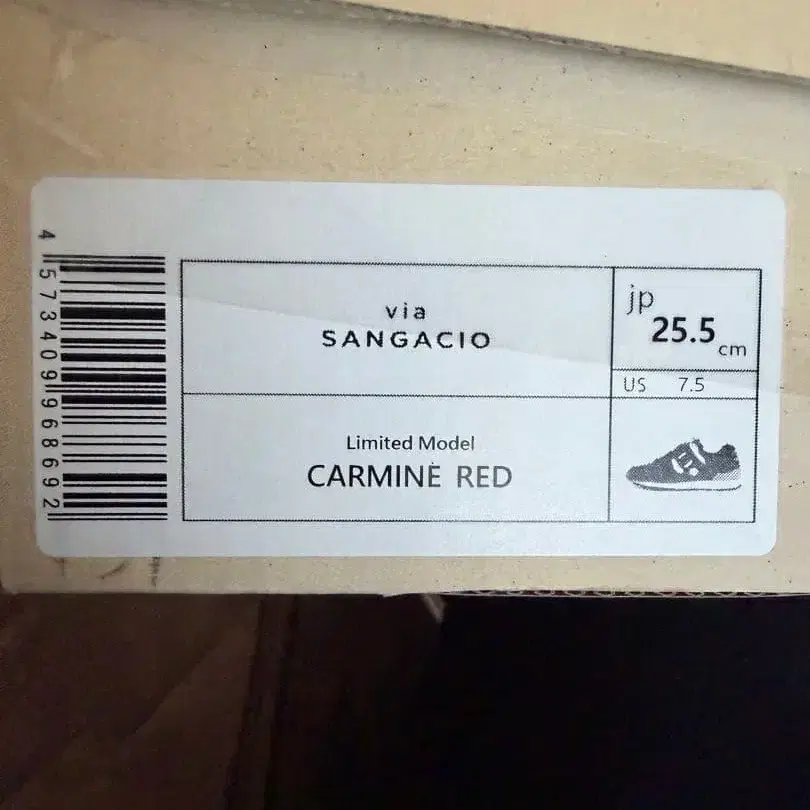 4573409968692
via
SANGACIO
jp
25.5 cm
US 7.5
Limited Model
CARMINE RED